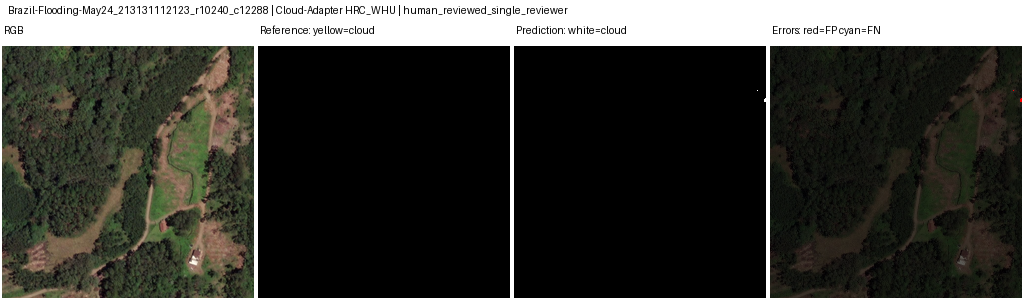 Brazil-Flooding-May24_213131112123_r10240_c12288 | Cloud-Adapter HRC_WHU | human_reviewed_single_reviewer
RGB
Reference: yellow=cloud
Prediction: white=cloud
Errors: red=FP cyan=FN